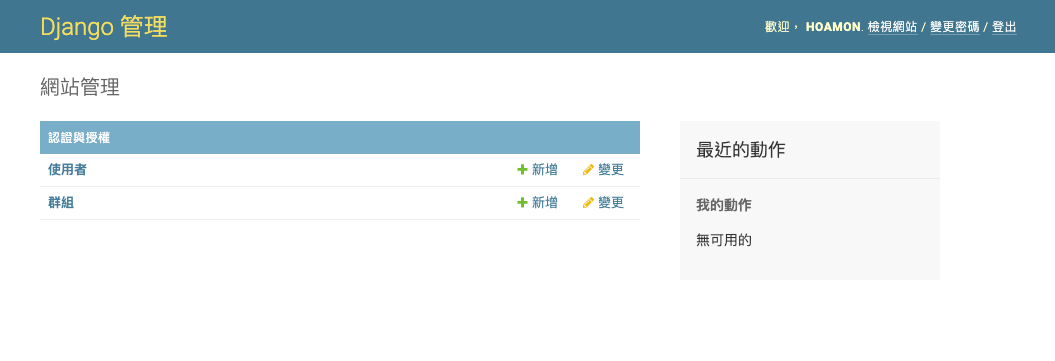 Django 管理
歡迎， HOAMON. 檢視網站 / 變更密碼 / 登出
網站管理
認證與授權
使用者 新增 變更
群組 新增 變更
最近的動作
我的動作
無可用的